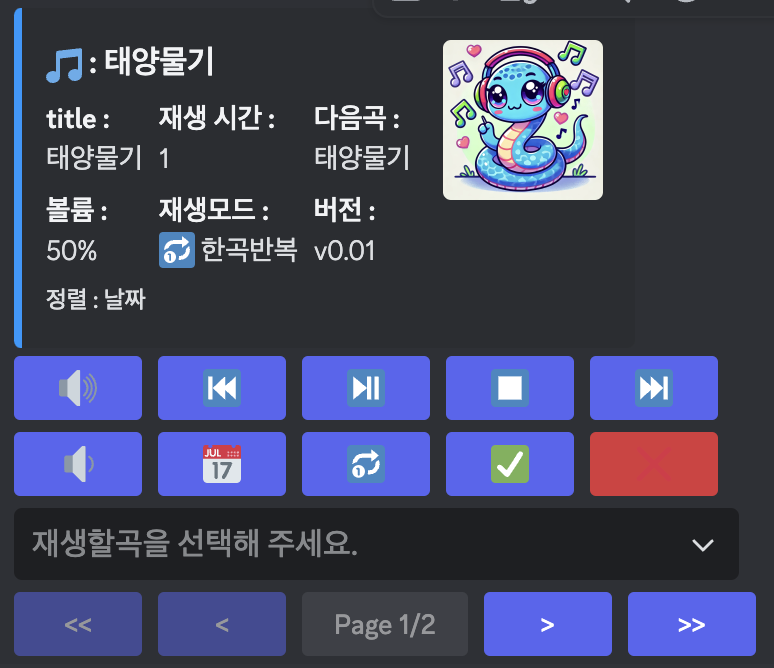 : 태양물기
title : 재생 시간 : 다음곡 :
태양물기 1 태양물기
볼륨 : 재생모드 : 버전 :
50% 한곡반복 v0.01
정렬 : 날짜
JUL
17
재생할곡을 선택해 주세요.
<< < Page 1/2 > >>